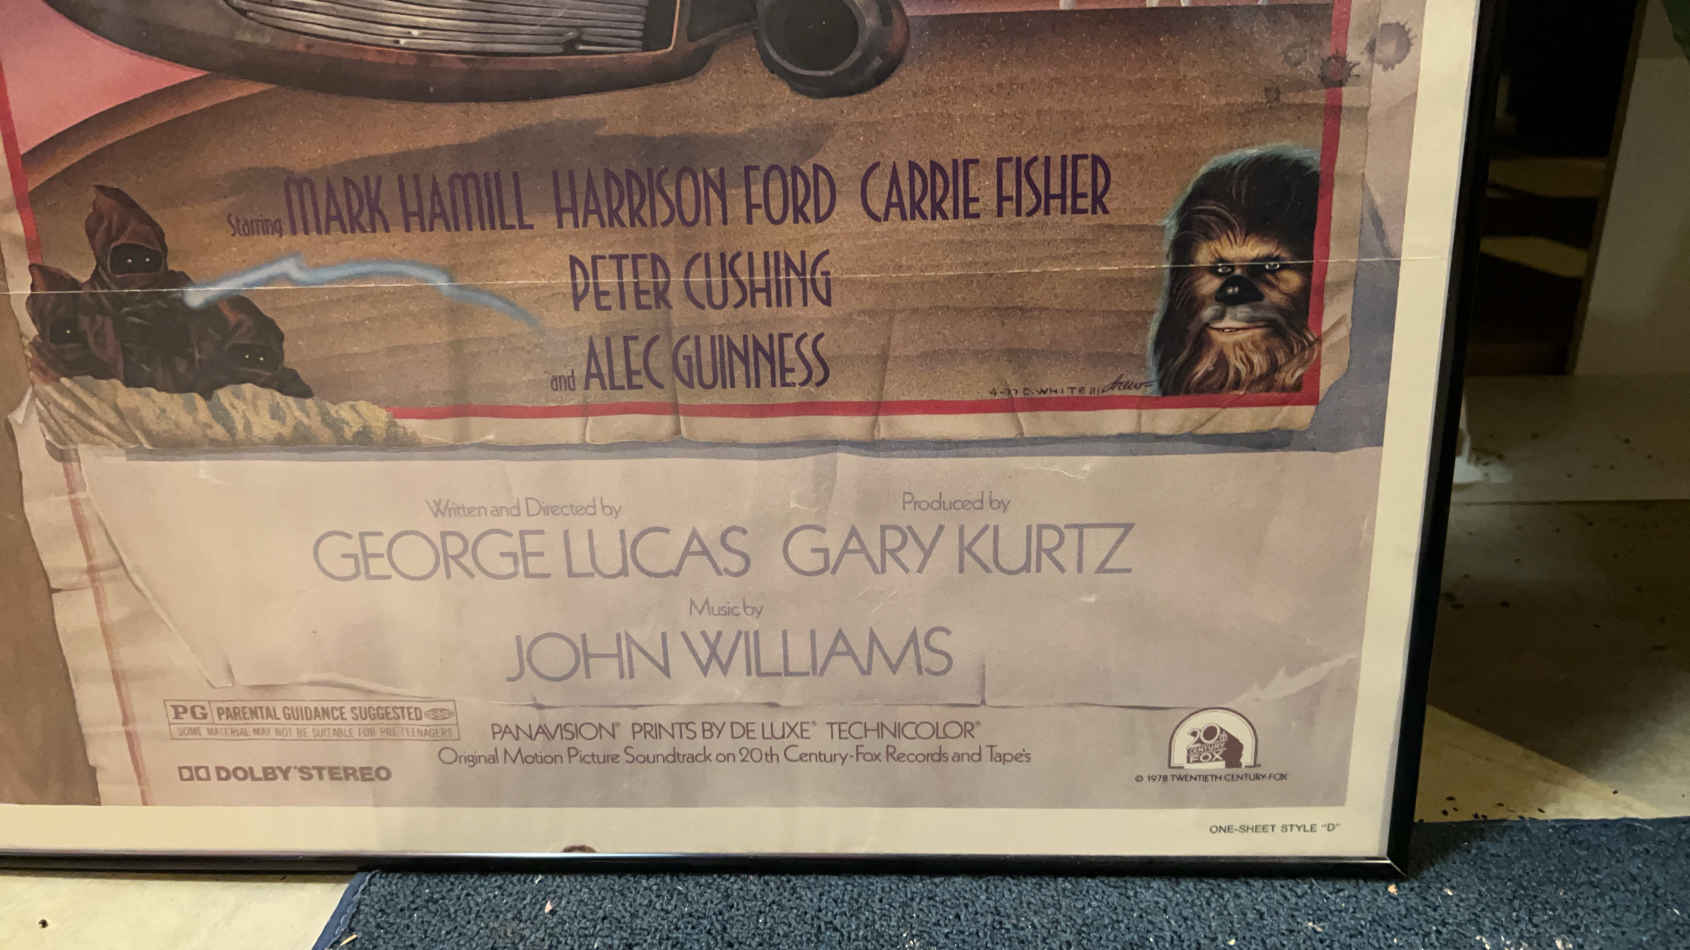 Starring MARK HAMILL HARRISON FORD CARRIE FISHER
PETER CUSHING
and ALEC GUINNESS
Written and Directed by Produced by
GEORGE LUCAS GARY KURTZ
Music by
JOHN WILLIAMS
PG PARENTAL GUIDANCE SUGGESTED
SOME MATERIAL MAY NOT BE SUITABLE FOR PRE-TEENAGERS
DOLBY STEREO
PANAVISION® PRINTS BY DE LUXE® TECHNICOLOR®
Original Motion Picture Soundtrack on 20th Century-Fox Records and Tapes
20th
CENTURY
FOX
© 1978 TWENTIETH CENTURY-FOX
ONE-SHEET STYLE "D"